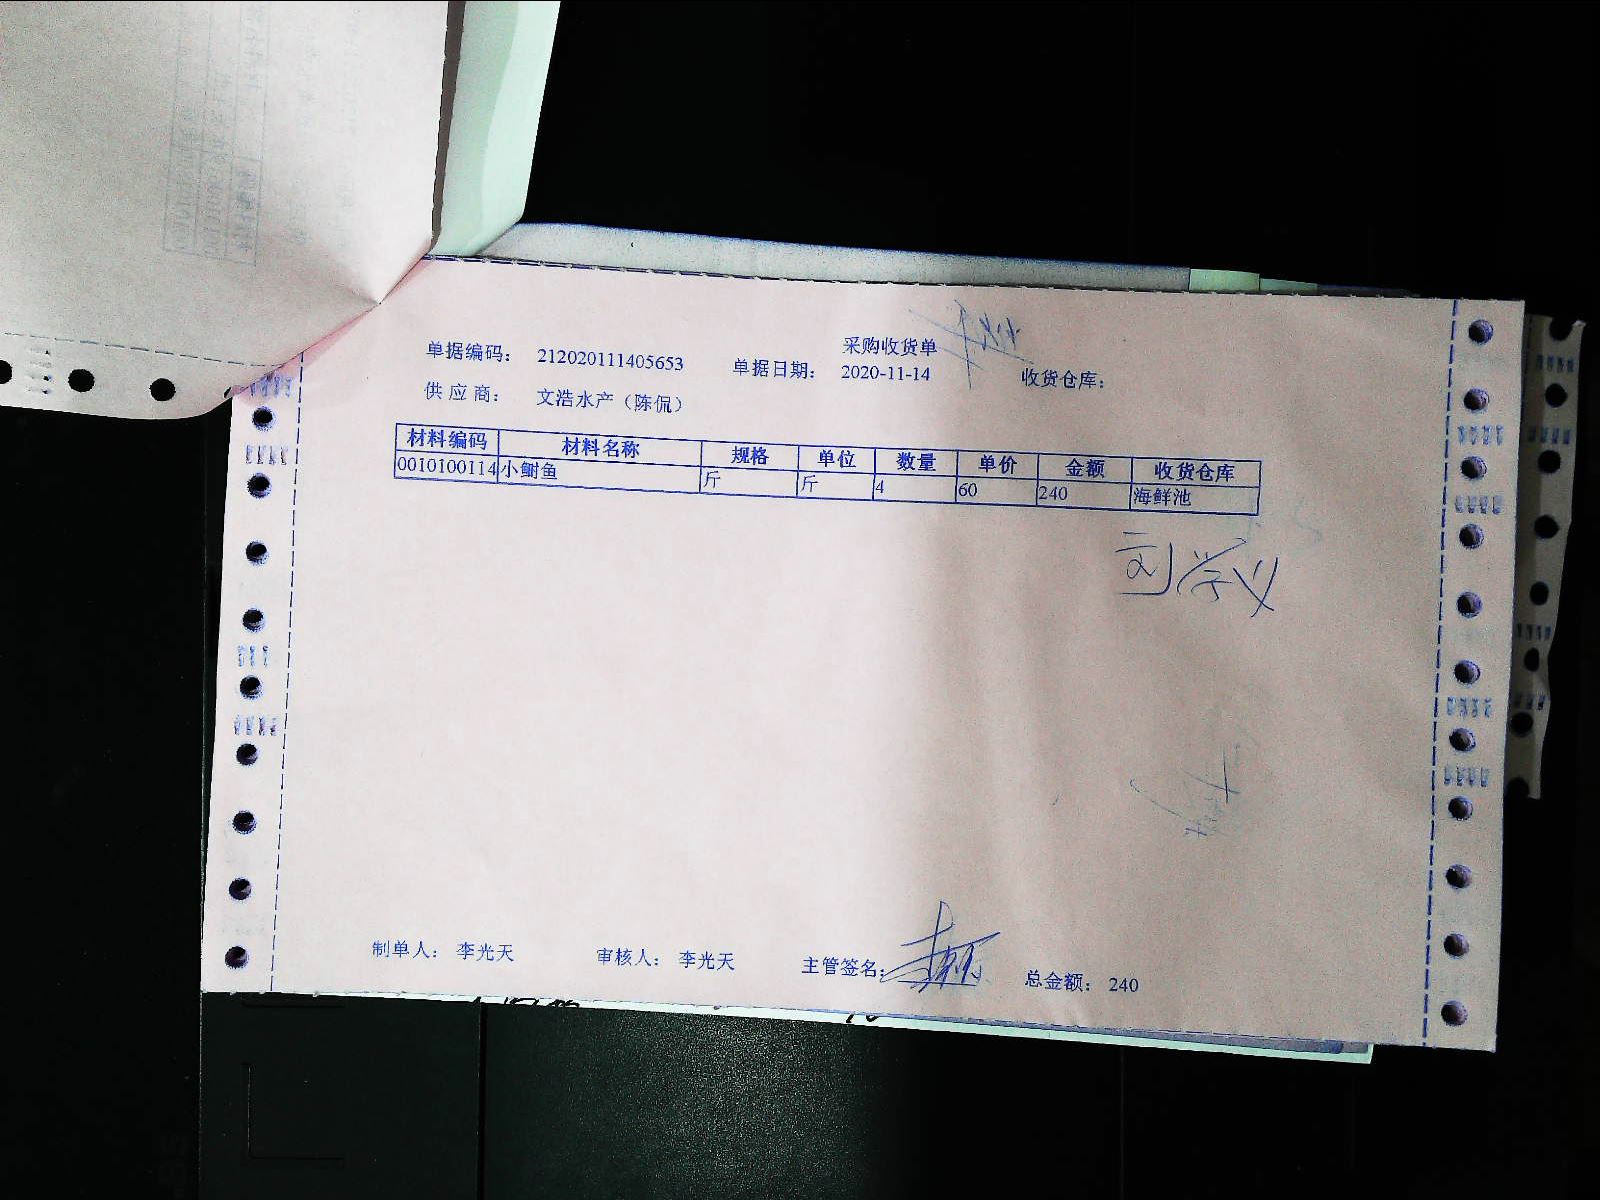 采购收货单
单据编码： 212020111405653 单据日期： 2020-11-14 收货仓库：
供 应 商： 文浩水产（陈侃）
材料编码 材料名称 规格 单位 数量 单价 金额 收货仓库
0010100114 小鲥鱼 斤 斤 4 60 240 海鲜池
刘学义
制单人： 李光天 审核人： 李光天 主管签名： 总金额： 240